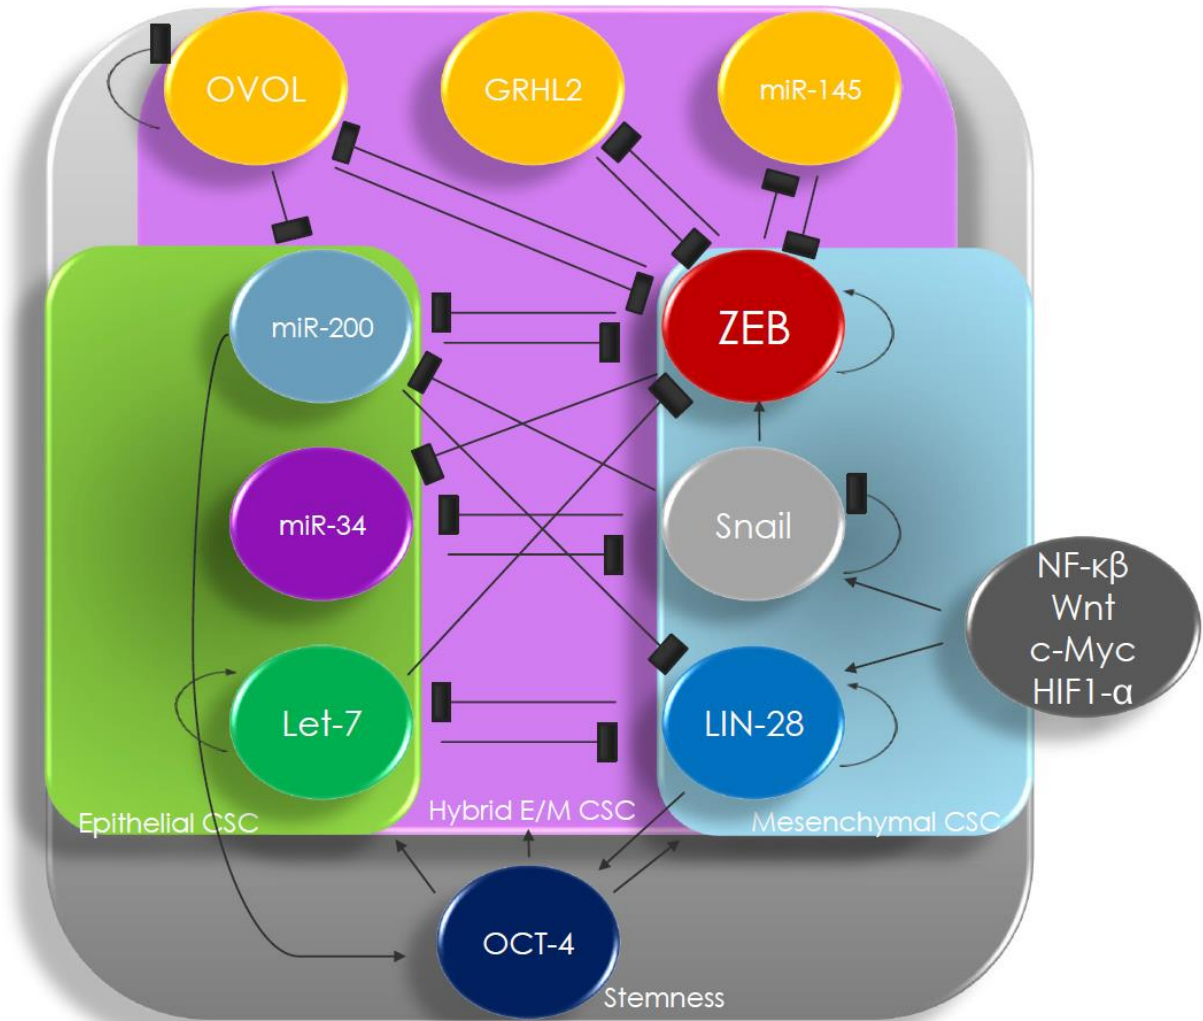 OVOL
GRHL2
miR-145
miR-200
ZEB
miR-34
Snail
NF-κβ
Wnt
c-Myc
HIF1-α
Let-7
LIN-28
Epithelial CSC
Hybrid E/M CSC
Mesenchymal CSC
OCT-4
Stemness